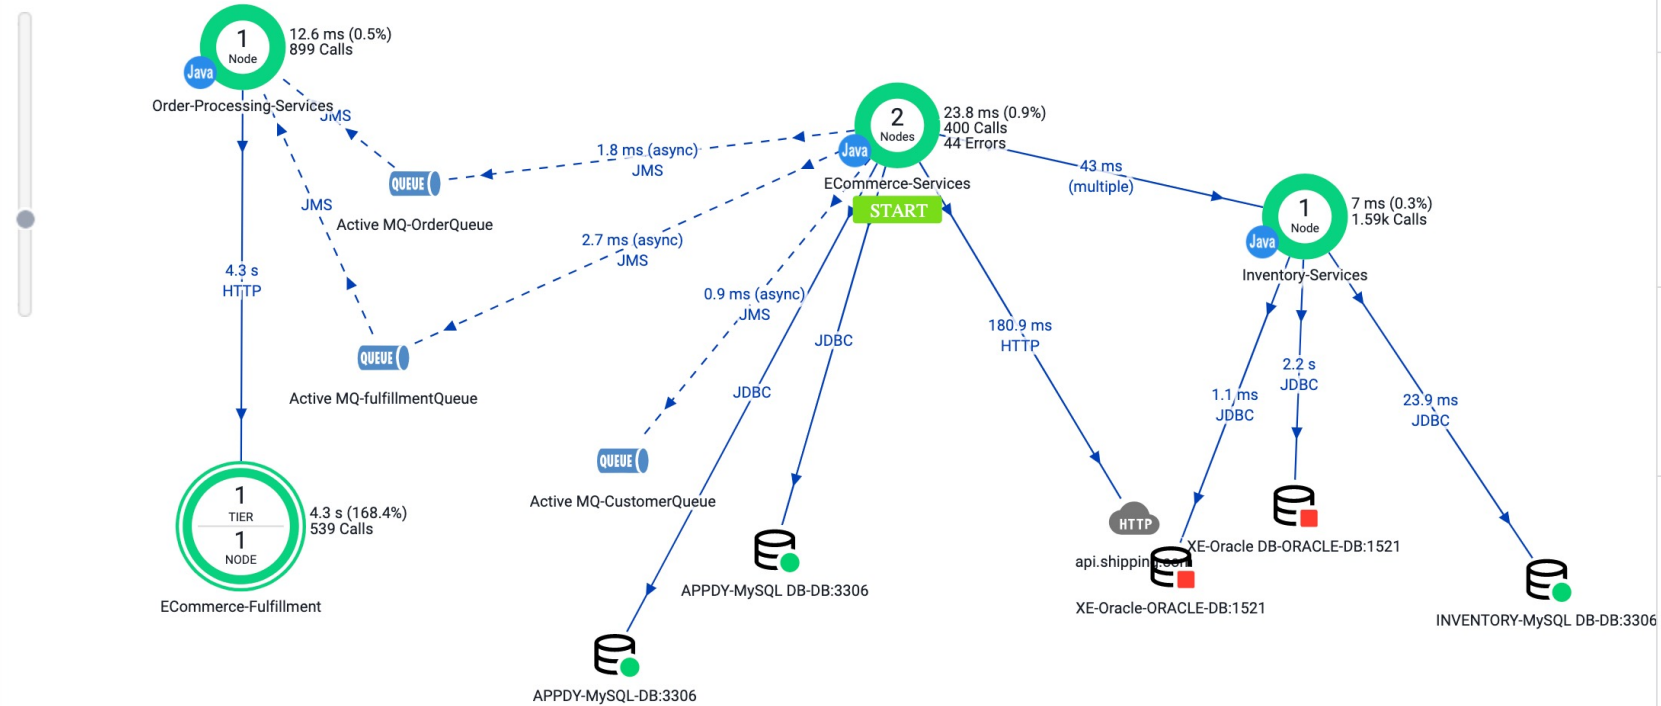 1
Node
12.6 ms (0.5%)
899 Calls
Java
Order-Processing-Services
JMS
2
Nodes
23.8 ms (0.9%)
400 Calls
44 Errors
Java
ECommerce-Services
START
1.8 ms (async)
JMS
QUEUE
Active MQ-OrderQueue
43 ms
(multiple)
1
Node
7 ms (0.3%)
1.59k Calls
Java
Inventory-Services
JMS
2.7 ms (async)
JMS
4.3 s
HTTP
0.9 ms (async)
JMS
QUEUE
Active MQ-fulfillmentQueue
JDBC
JDBC
180.9 ms
HTTP
1.1 ms
JDBC
2.2 s
JDBC
23.9 ms
JDBC
QUEUE
Active MQ-CustomerQueue
1
TIER
1
NODE
4.3 s (168.4%)
539 Calls
ECommerce-Fulfillment
HTTP
api.shipping.com
XE-Oracle DB-ORACLE-DB:1521
XE-Oracle-ORACLE-DB:1521
APPDY-MySQL DB-DB:3306
INVENTORY-MySQL DB-DB:3306
APPDY-MySQL-DB:3306